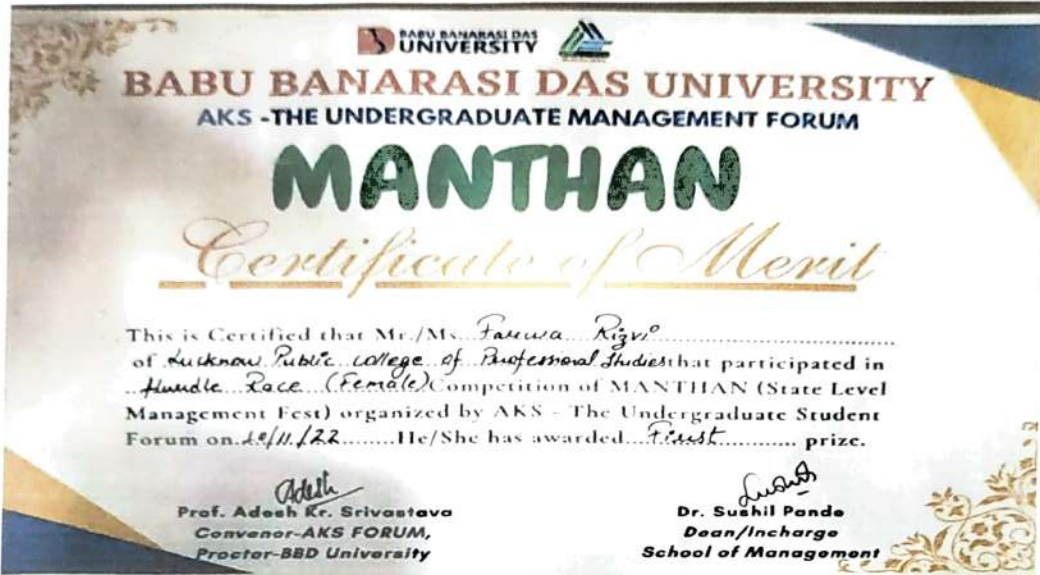 BABU BANARASI DAS
UNIVERSITY
BABU BANARASI DAS UNIVERSITY
AKS -THE UNDERGRADUATE MANAGEMENT FORUM
MANTHAN
Certificate of Merit
This is Certified that Mr./Ms. Farwa Rizvi
of Lucknow Public College of Professional Studies that participated in
Hurdle Race (Female) Competition of MANTHAN (State Level
Management Fest) organized by AKS - The Undergraduate Student
Forum on /11/22 He/She has awarded First prize.
Adesh
Prof. Adesh Kr. Srivastava
Convenor-AKS FORUM,
Proctor-BBD University
Dr. Sushil Pande
Dean/Incharge
School of Management